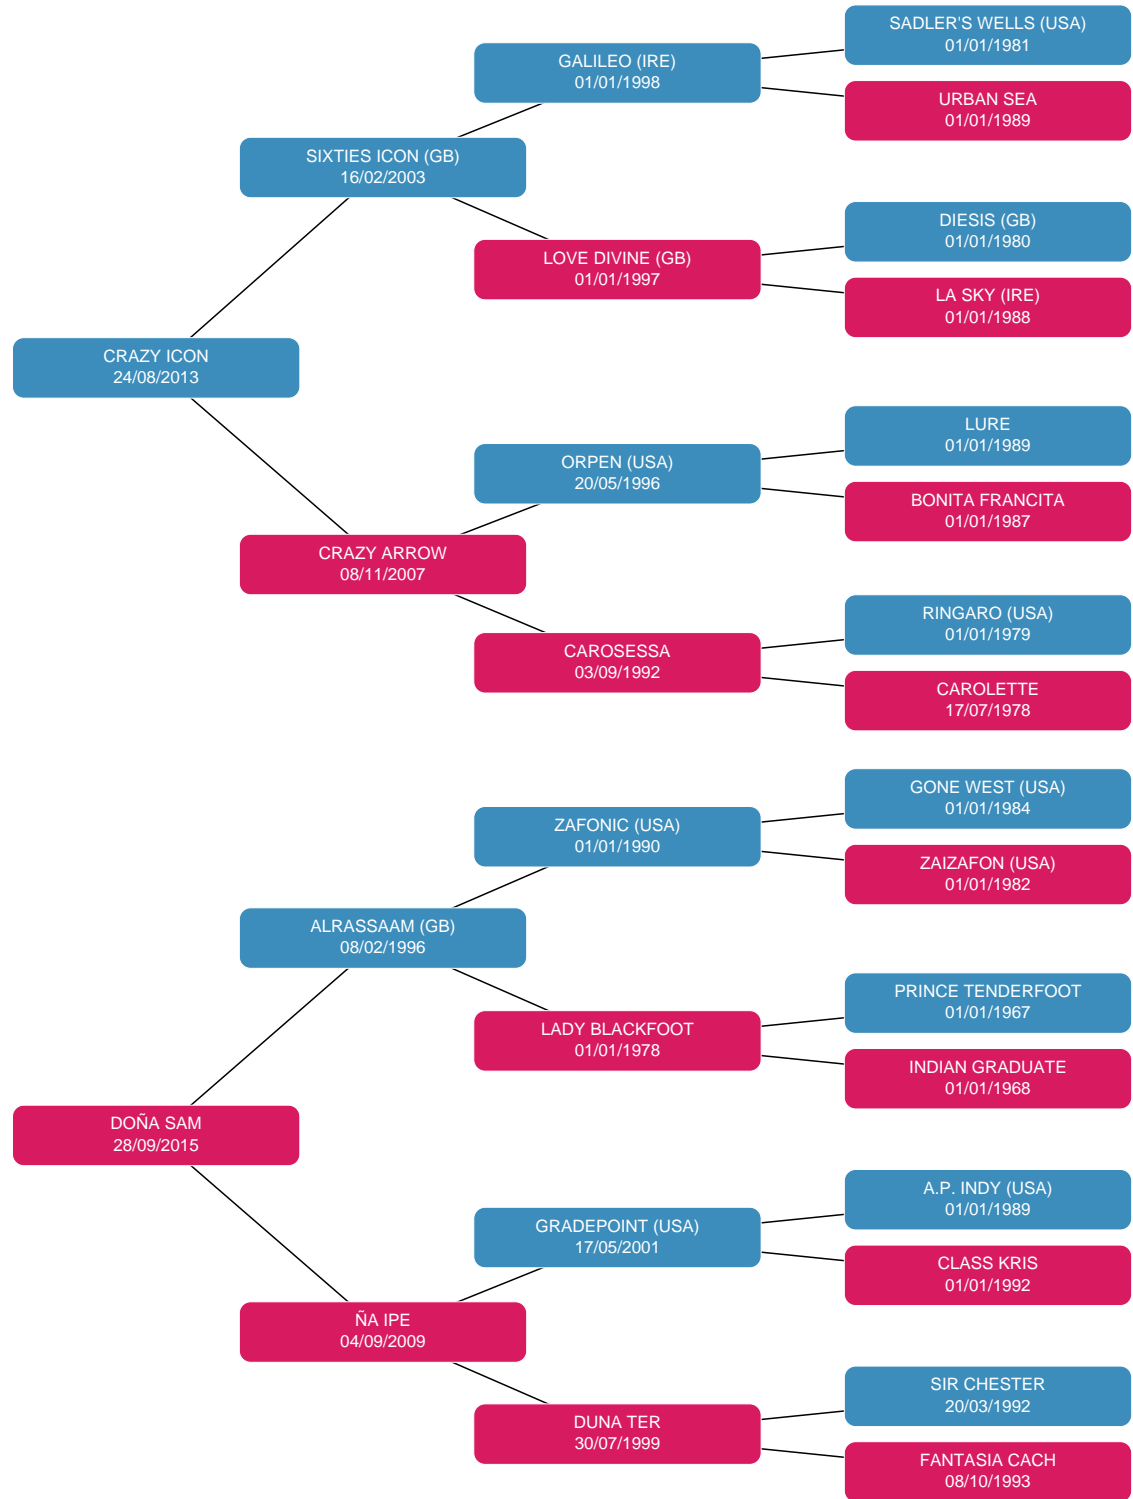 SADLER'S WELLS (USA)
01/01/1981
GALILEO (IRE)
01/01/1998
URBAN SEA
01/01/1989
SIXTIES ICON (GB)
16/02/2003
DIESIS (GB)
01/01/1980
LOVE DIVINE (GB)
01/01/1997
LA SKY (IRE)
01/01/1988
CRAZY ICON
24/08/2013
LURE
01/01/1989
ORPEN (USA)
20/05/1996
BONITA FRANCITA
01/01/1987
CRAZY ARROW
08/11/2007
RINGARO (USA)
01/01/1979
CAROSESSA
03/09/1992
CAROLETTE
17/07/1978
GONE WEST (USA)
01/01/1984
ZAFONIC (USA)
01/01/1990
ZAIZAFON (USA)
01/01/1982
ALRASSAAM (GB)
08/02/1996
PRINCE TENDERFOOT
01/01/1967
LADY BLACKFOOT
01/01/1978
INDIAN GRADUATE
01/01/1968
DOÑA SAM
28/09/2015
A.P. INDY (USA)
01/01/1989
GRADEPOINT (USA)
17/05/2001
CLASS KRIS
01/01/1992
ÑA IPE
04/09/2009
SIR CHESTER
20/03/1992
DUNA TER
30/07/1999
FANTASIA CACH
08/10/1993